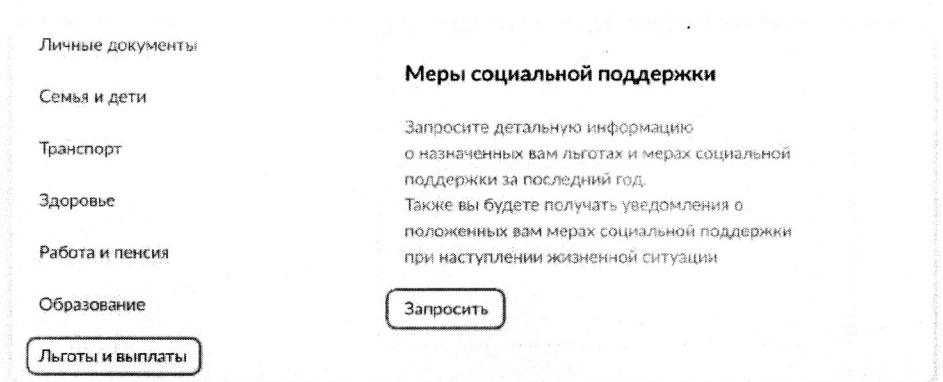 Личные документы
Семья и дети
Транспорт
Здоровье
Работа и пенсия
Образование
Льготы и выплаты
Меры социальной поддержки
Запросите детальную информацию
о назначенных вам льготах и мерах социальной
поддержки за последний год.
Также вы будете получать уведомления о
положенных вам мерах социальной поддержки
при наступлении жизненной ситуации
Запросить